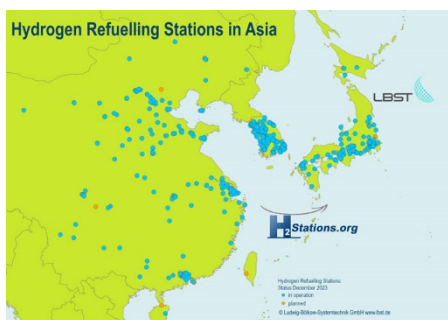 Hydrogen Refuelling Stations in Asia
LBST
H2Stations.org
Hydrogen Refuelling Stations
Status December 2023
in operation
planned
© Ludwig-Bölkow-Systemtechnik GmbH www.lbst.de